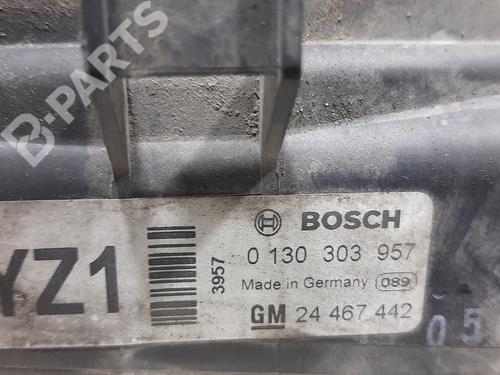 B-PARTS
BOSCH
YZ1
3957
0 130 303 957
Made in Germany 089
GM 24 467 442
05